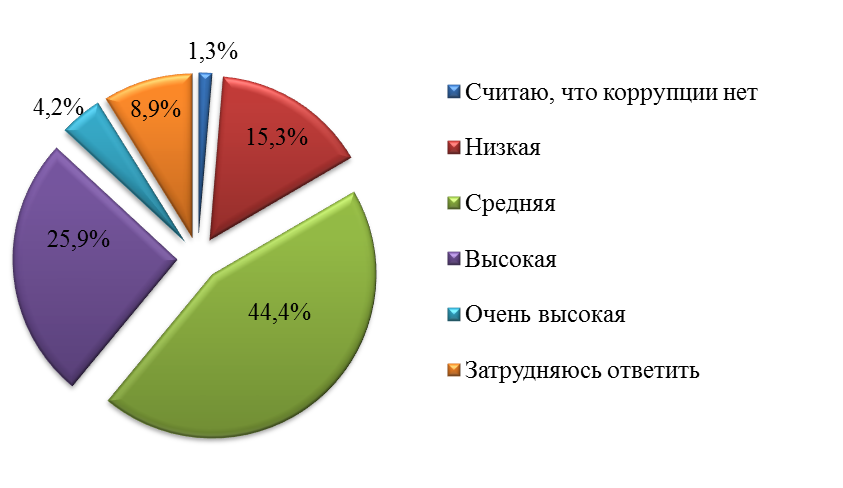 1,3%
15,3%
44,4%
25,9%
4,2%
8,9%
Считаю, что коррупции нет
Низкая
Средняя
Высокая
Очень высокая
Затрудняюсь ответить